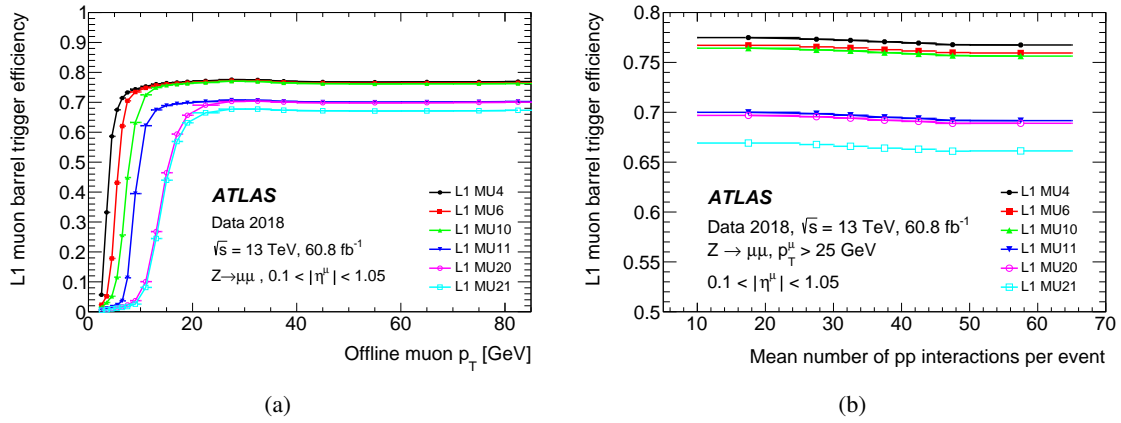 L1 muon barrel trigger efficiency
1
0.9
0.8
0.7
0.6
0.5
0.4
0.3
0.2
0.1
0
ATLAS
Data 2018
√s = 13 TeV, 60.8 fb⁻¹
Z→μμ , 0.1 < |η^μ| < 1.05
L1 MU4
L1 MU6
L1 MU10
L1 MU11
L1 MU20
L1 MU21
0 10 20 30 40 50 60 70 80
Offline muon p_T [GeV]
(a)
L1 muon barrel trigger efficiency
0.8
0.75
0.7
0.65
0.6
0.55
0.5
ATLAS
Data 2018, √s = 13 TeV, 60.8 fb⁻¹
Z → μμ, p_T^μ > 25 GeV
0.1 < |η^μ| < 1.05
L1 MU4
L1 MU6
L1 MU10
L1 MU11
L1 MU20
L1 MU21
10 20 30 40 50 60 70
Mean number of pp interactions per event
(b)